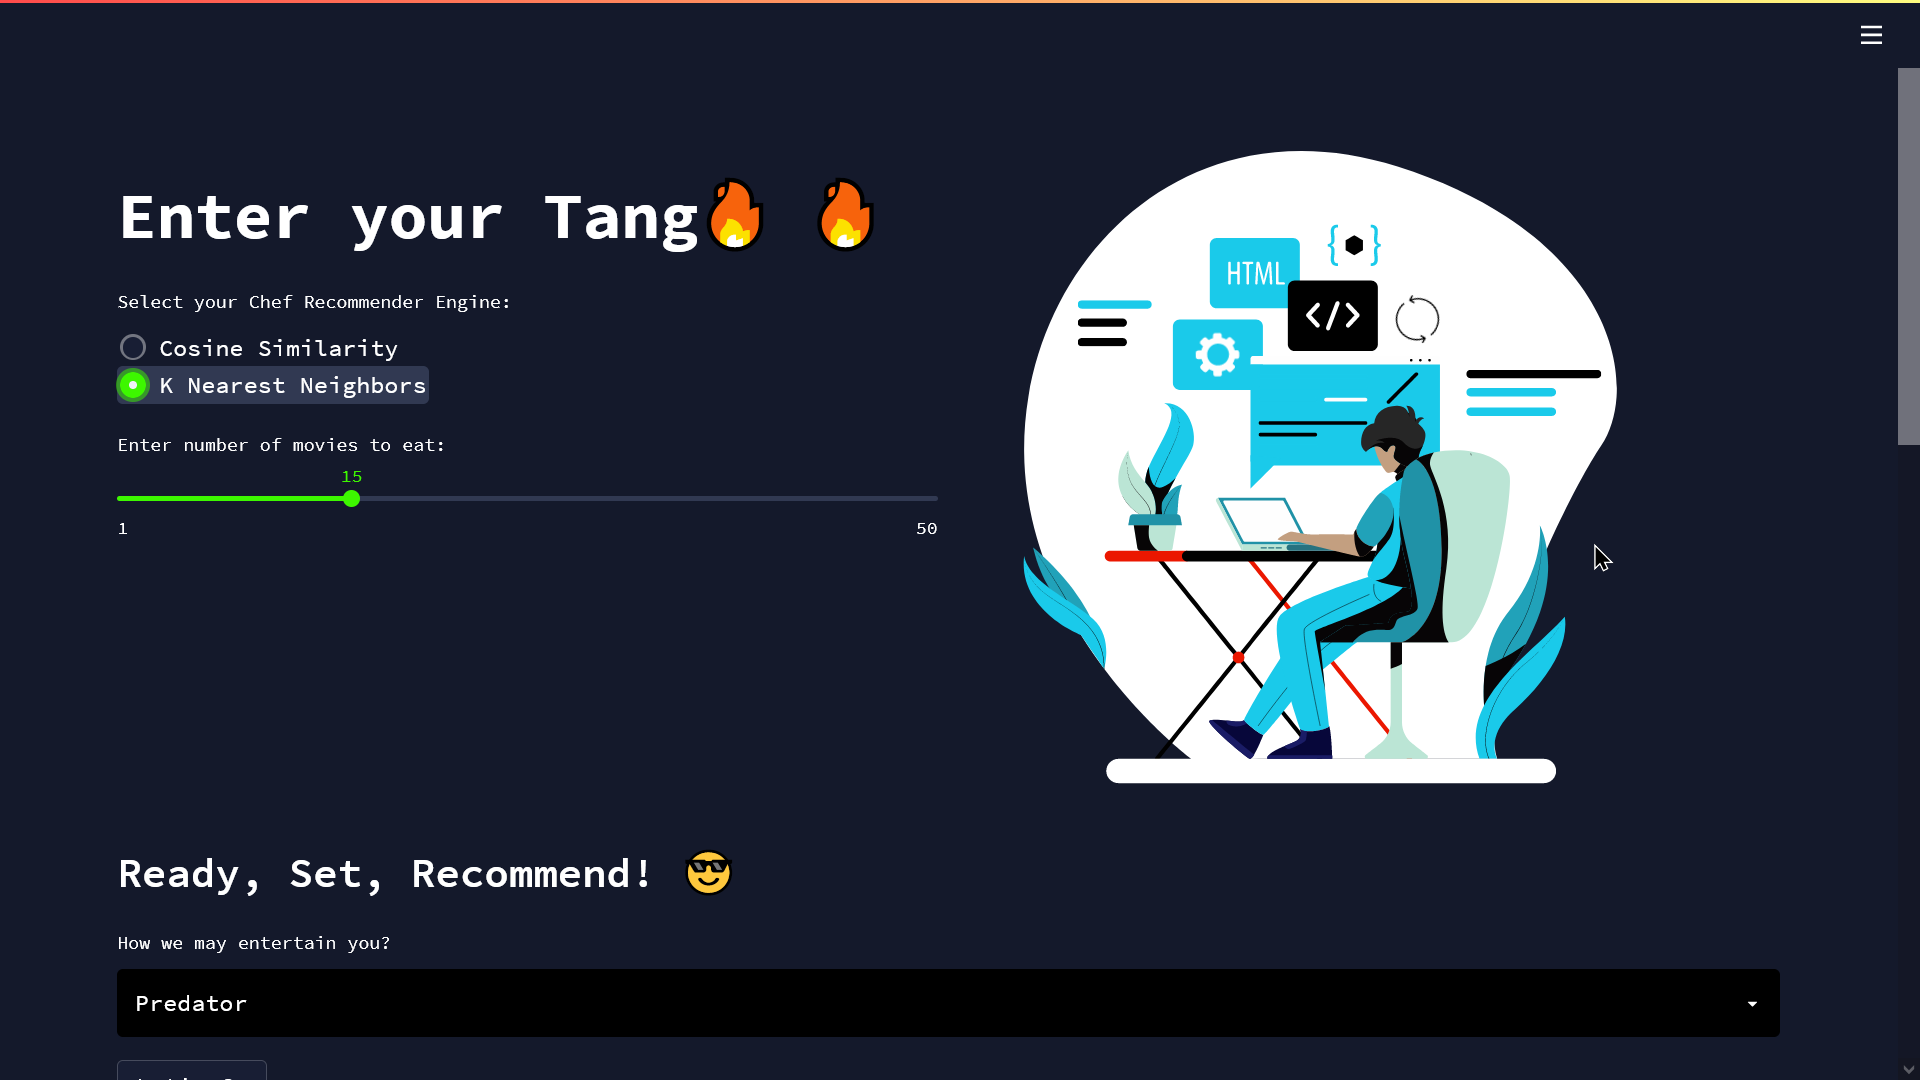 Enter your Tang🔥 🔥
Select your Chef Recommender Engine:
Cosine Similarity
K Nearest Neighbors
Enter number of movies to eat:
15
1 50
HTML
</>
{ }
Ready, Set, Recommend! 😎
How we may entertain you?
Predator